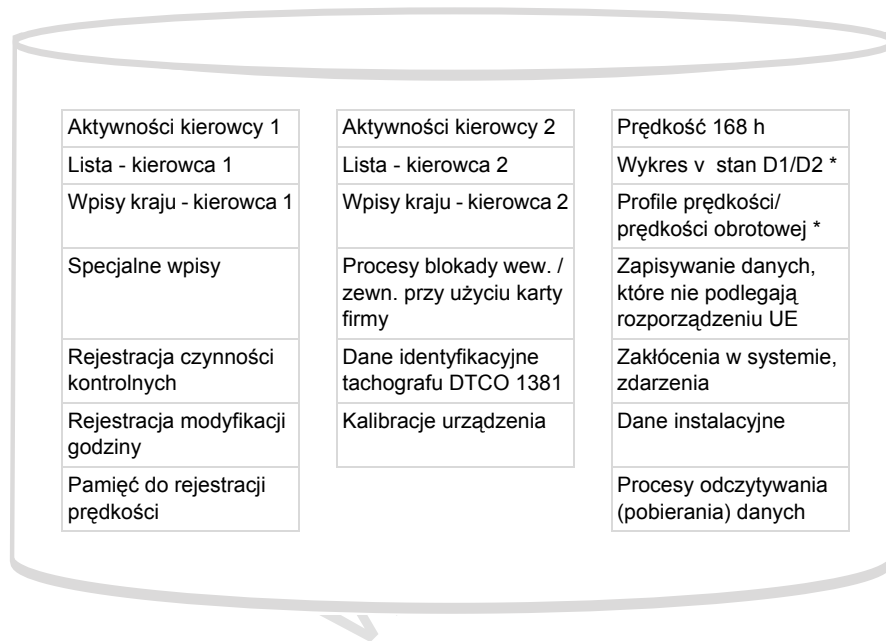 Aktywności kierowcy 1
Lista - kierowca 1
Wpisy kraju - kierowca 1
Specjalne wpisy
Rejestracja czynności
kontrolnych
Rejestracja modyfikacji
godziny
Pamięć do rejestracji
prędkości
Aktywności kierowcy 2
Lista - kierowca 2
Wpisy kraju - kierowca 2
Procesy blokady wew. /
zewn. przy użyciu karty
firmy
Dane identyfikacyjne
tachografu DTCO 1381
Kalibracje urządzenia
Prędkość 168 h
Wykres v  stan D1/D2 *
Profile prędkości/
prędkości obrotowej *
Zapisywanie danych,
które nie podlegają
rozporządzeniu UE
Zakłócenia w systemie,
zdarzenia
Dane instalacyjne
Procesy odczytywania
(pobierania) danych